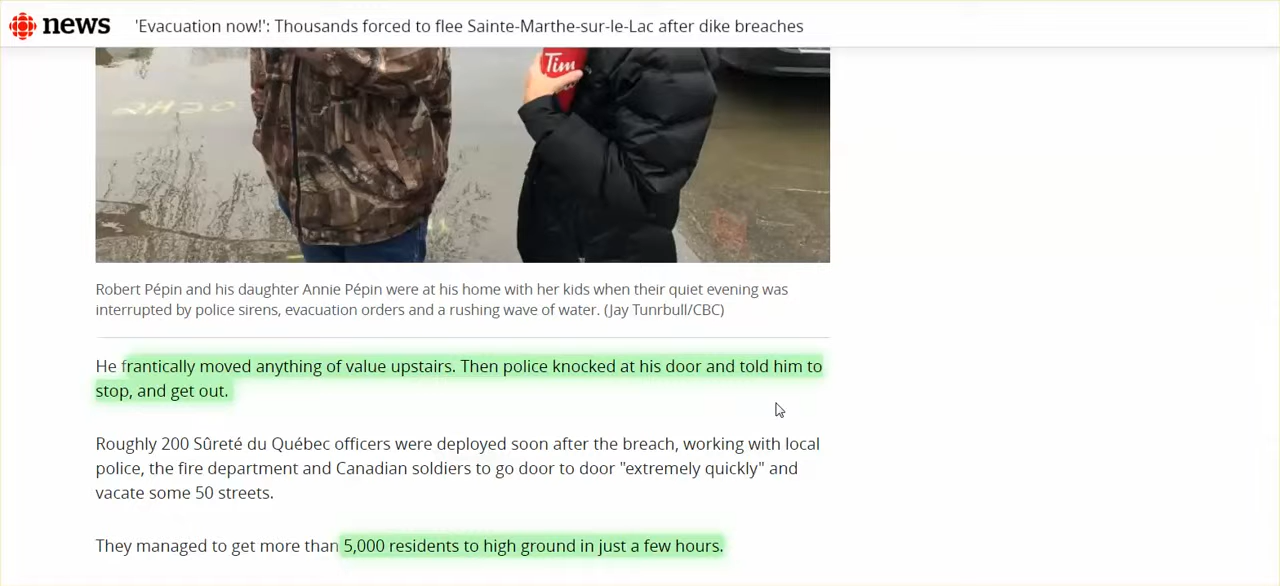 news
'Evacuation now!': Thousands forced to flee Sainte-Marthe-sur-le-Lac after dike breaches
Tim
Robert Pépin and his daughter Annie Pépin were at his home with her kids when their quiet evening was
interrupted by police sirens, evacuation orders and a rushing wave of water. (Jay Tunrbull/CBC)
He frantically moved anything of value upstairs. Then police knocked at his door and told him to
stop, and get out.
Roughly 200 Sûreté du Québec officers were deployed soon after the breach, working with local
police, the fire department and Canadian soldiers to go door to door "extremely quickly" and
vacate some 50 streets.
They managed to get more than 5,000 residents to high ground in just a few hours.